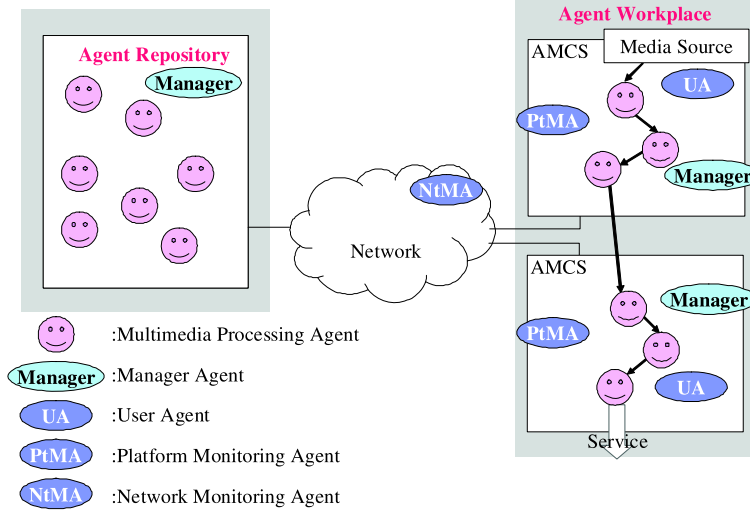 Agent Repository
Manager
Agent Workplace
AMCS
Media Source
UA
PtMA
Manager
NtMA
Network
AMCS
Manager
PtMA
UA
Service
:Multimedia Processing Agent
Manager :Manager Agent
UA :User Agent
PtMA :Platform Monitoring Agent
NtMA :Network Monitoring Agent